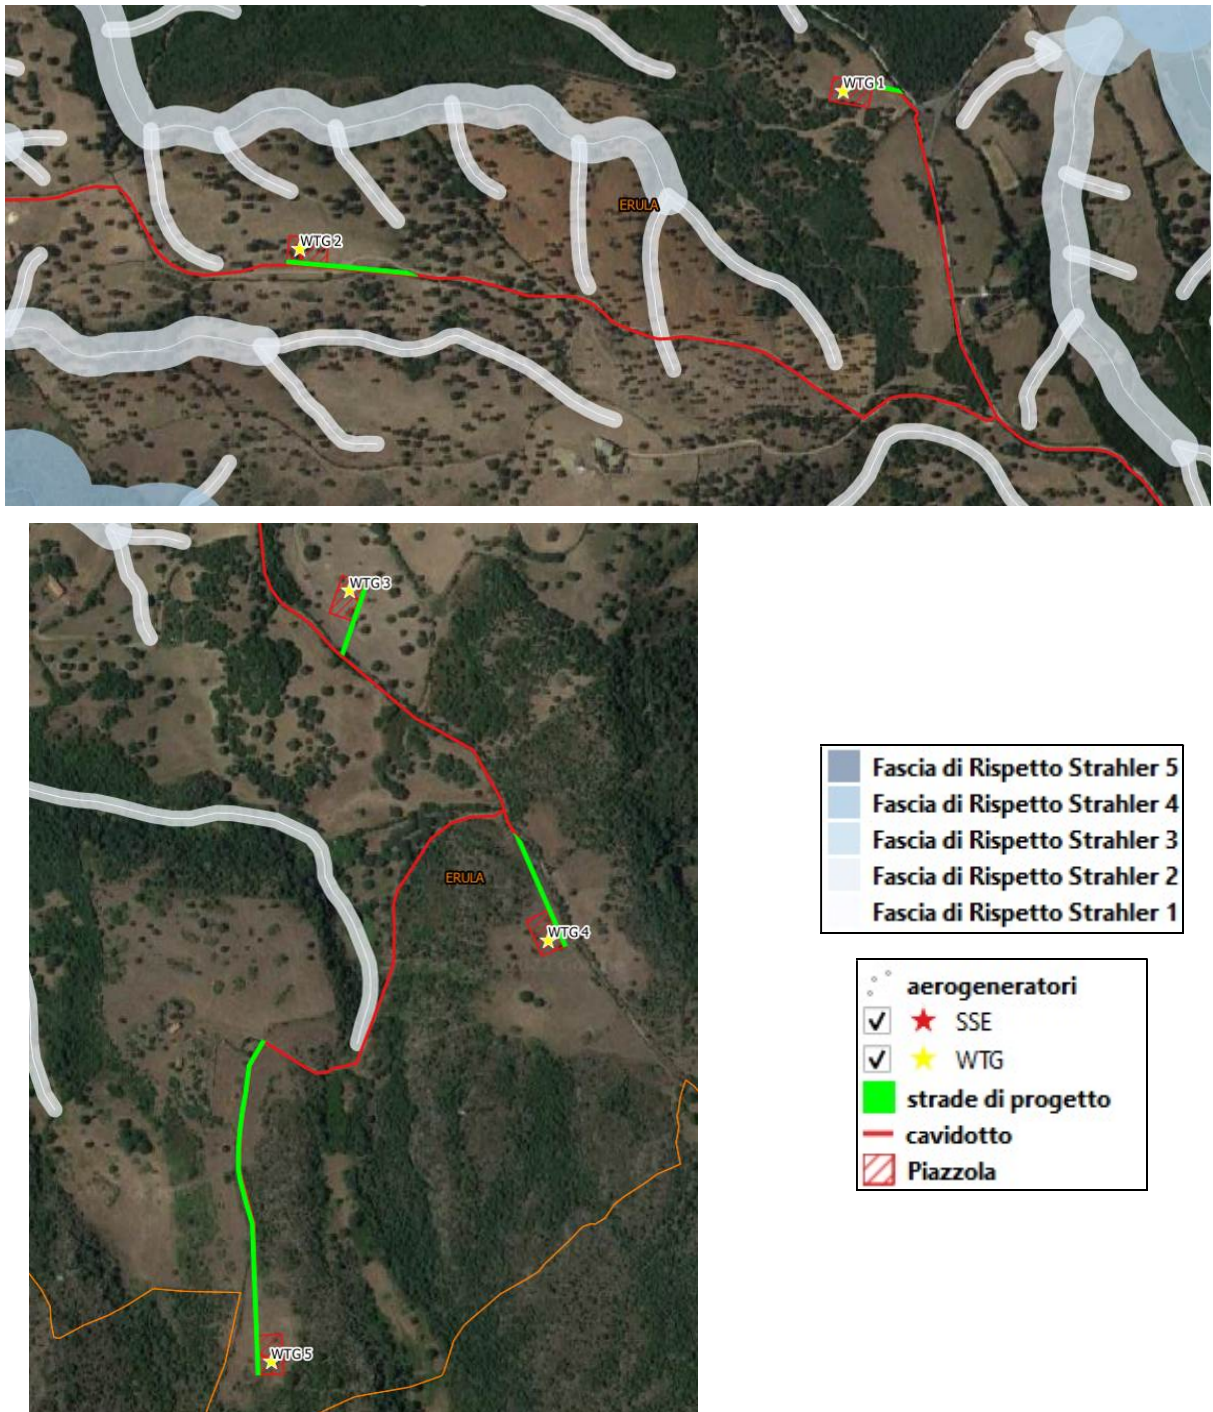 WTG 1
ERULA
WTG 2
WTG 3
ERULA
WTG 4
WTG 5
Fascia di Rispetto Strahler 5
Fascia di Rispetto Strahler 4
Fascia di Rispetto Strahler 3
Fascia di Rispetto Strahler 2
Fascia di Rispetto Strahler 1
aerogeneratori
SSE
WTG
strade di progetto
cavidotto
Piazzola